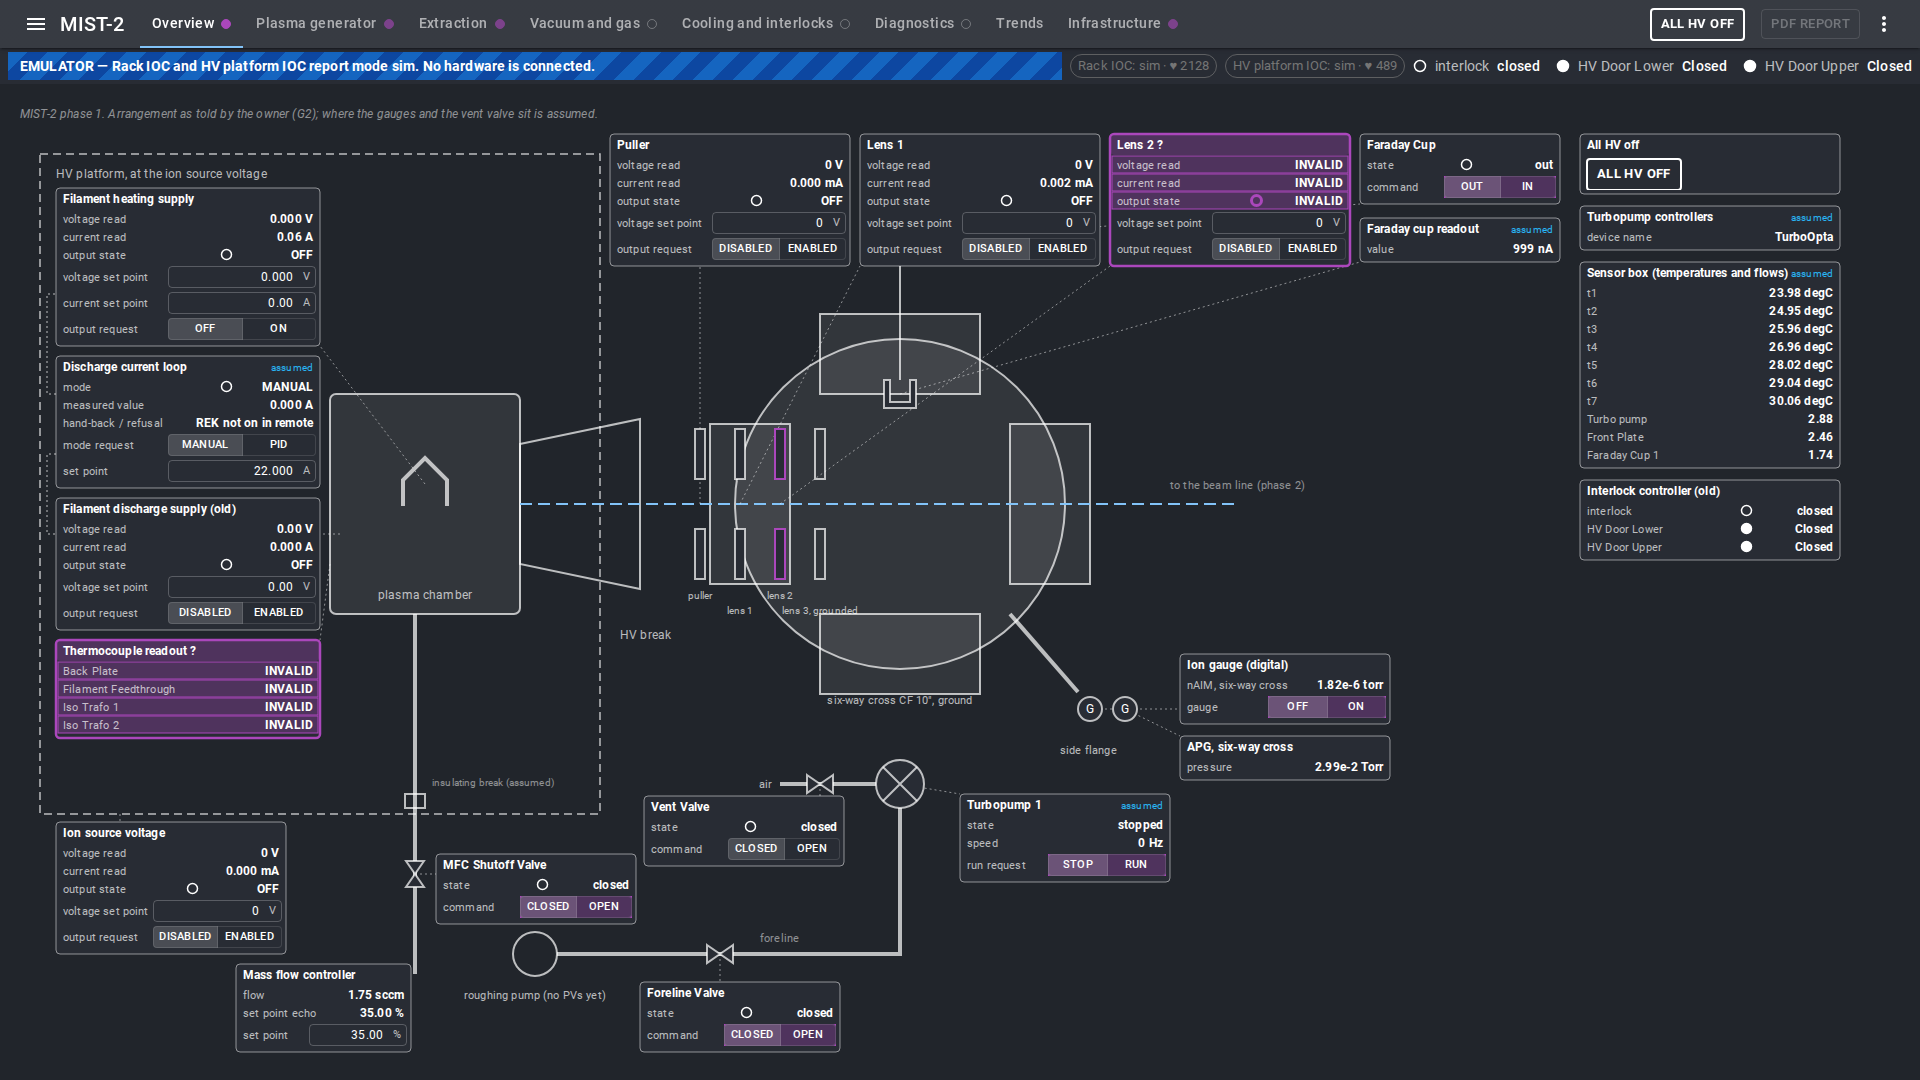 MIST-2
Overview
Plasma generator
Extraction
Vacuum and gas
Cooling and interlocks
Diagnostics
Trends
Infrastructure
ALL HV OFF
PDF REPORT
EMULATOR — Rack IOC and HV platform IOC report mode sim. No hardware is connected.
Rack IOC: sim · ♥ 2128
HV platform IOC: sim · ♥ 489
interlock closed
HV Door Lower Closed
HV Door Upper Closed
MIST-2 phase 1. Arrangement as told by the owner (G2); where the gauges and the vent valve sit is assumed.
HV platform, at the ion source voltage
Filament heating supply
voltage read 0.000 V
current read 0.06 A
output state OFF
voltage set point 0.000 V
current set point 0.00 A
output request OFF ON
Discharge current loop assumed
mode MANUAL
measured value 0.000 A
hand-back / refusal REK not on in remote
mode request MANUAL PID
set point 22.000 A
Filament discharge supply (old)
voltage read 0.00 V
current read 0.000 A
output state OFF
voltage set point 0.00 V
output request DISABLED ENABLED
Thermocouple readout ?
Back Plate INVALID
Filament Feedthrough INVALID
Iso Trafo 1 INVALID
Iso Trafo 2 INVALID
plasma chamber
insulating break (assumed)
Ion source voltage
voltage read 0 V
current read 0.000 mA
output state OFF
voltage set point 0 V
output request DISABLED ENABLED
Mass flow controller
flow 1.75 sccm
set point echo 35.00 %
set point 35.00 %
MFC Shutoff Valve
state closed
command CLOSED OPEN
roughing pump (no PVs yet)
Puller
voltage read 0 V
current read 0.000 mA
output state OFF
voltage set point 0 V
output request DISABLED ENABLED
Lens 1
voltage read 0 V
current read 0.002 mA
output state OFF
voltage set point 0 V
output request DISABLED ENABLED
Lens 2 ?
voltage read INVALID
current read INVALID
output state INVALID
voltage set point 0 V
output request DISABLED ENABLED
Faraday Cup
state out
command OUT IN
Faraday cup readout assumed
value 999 nA
All HV off
ALL HV OFF
Turbopump controllers assumed
device name TurboOpta
Sensor box (temperatures and flows) assumed
t1 23.98 degC
t2 24.95 degC
t3 25.96 degC
t4 26.96 degC
t5 28.02 degC
t6 29.04 degC
t7 30.06 degC
Turbo pump 2.88
Front Plate 2.46
Faraday Cup 1 1.74
Interlock controller (old)
interlock closed
HV Door Lower Closed
HV Door Upper Closed
to the beam line (phase 2)
puller
lens 1
lens 2
lens 3, grounded
HV break
six-way cross CF 10", ground
G G
side flange
Ion gauge (digital)
nAIM, six-way cross 1.82e-6 torr
gauge OFF ON
APG, six-way cross
pressure 2.99e-2 Torr
air
Vent Valve
state closed
command CLOSED OPEN
Turbopump 1 assumed
state stopped
speed 0 Hz
run request STOP RUN
foreline
Foreline Valve
state closed
command CLOSED OPEN